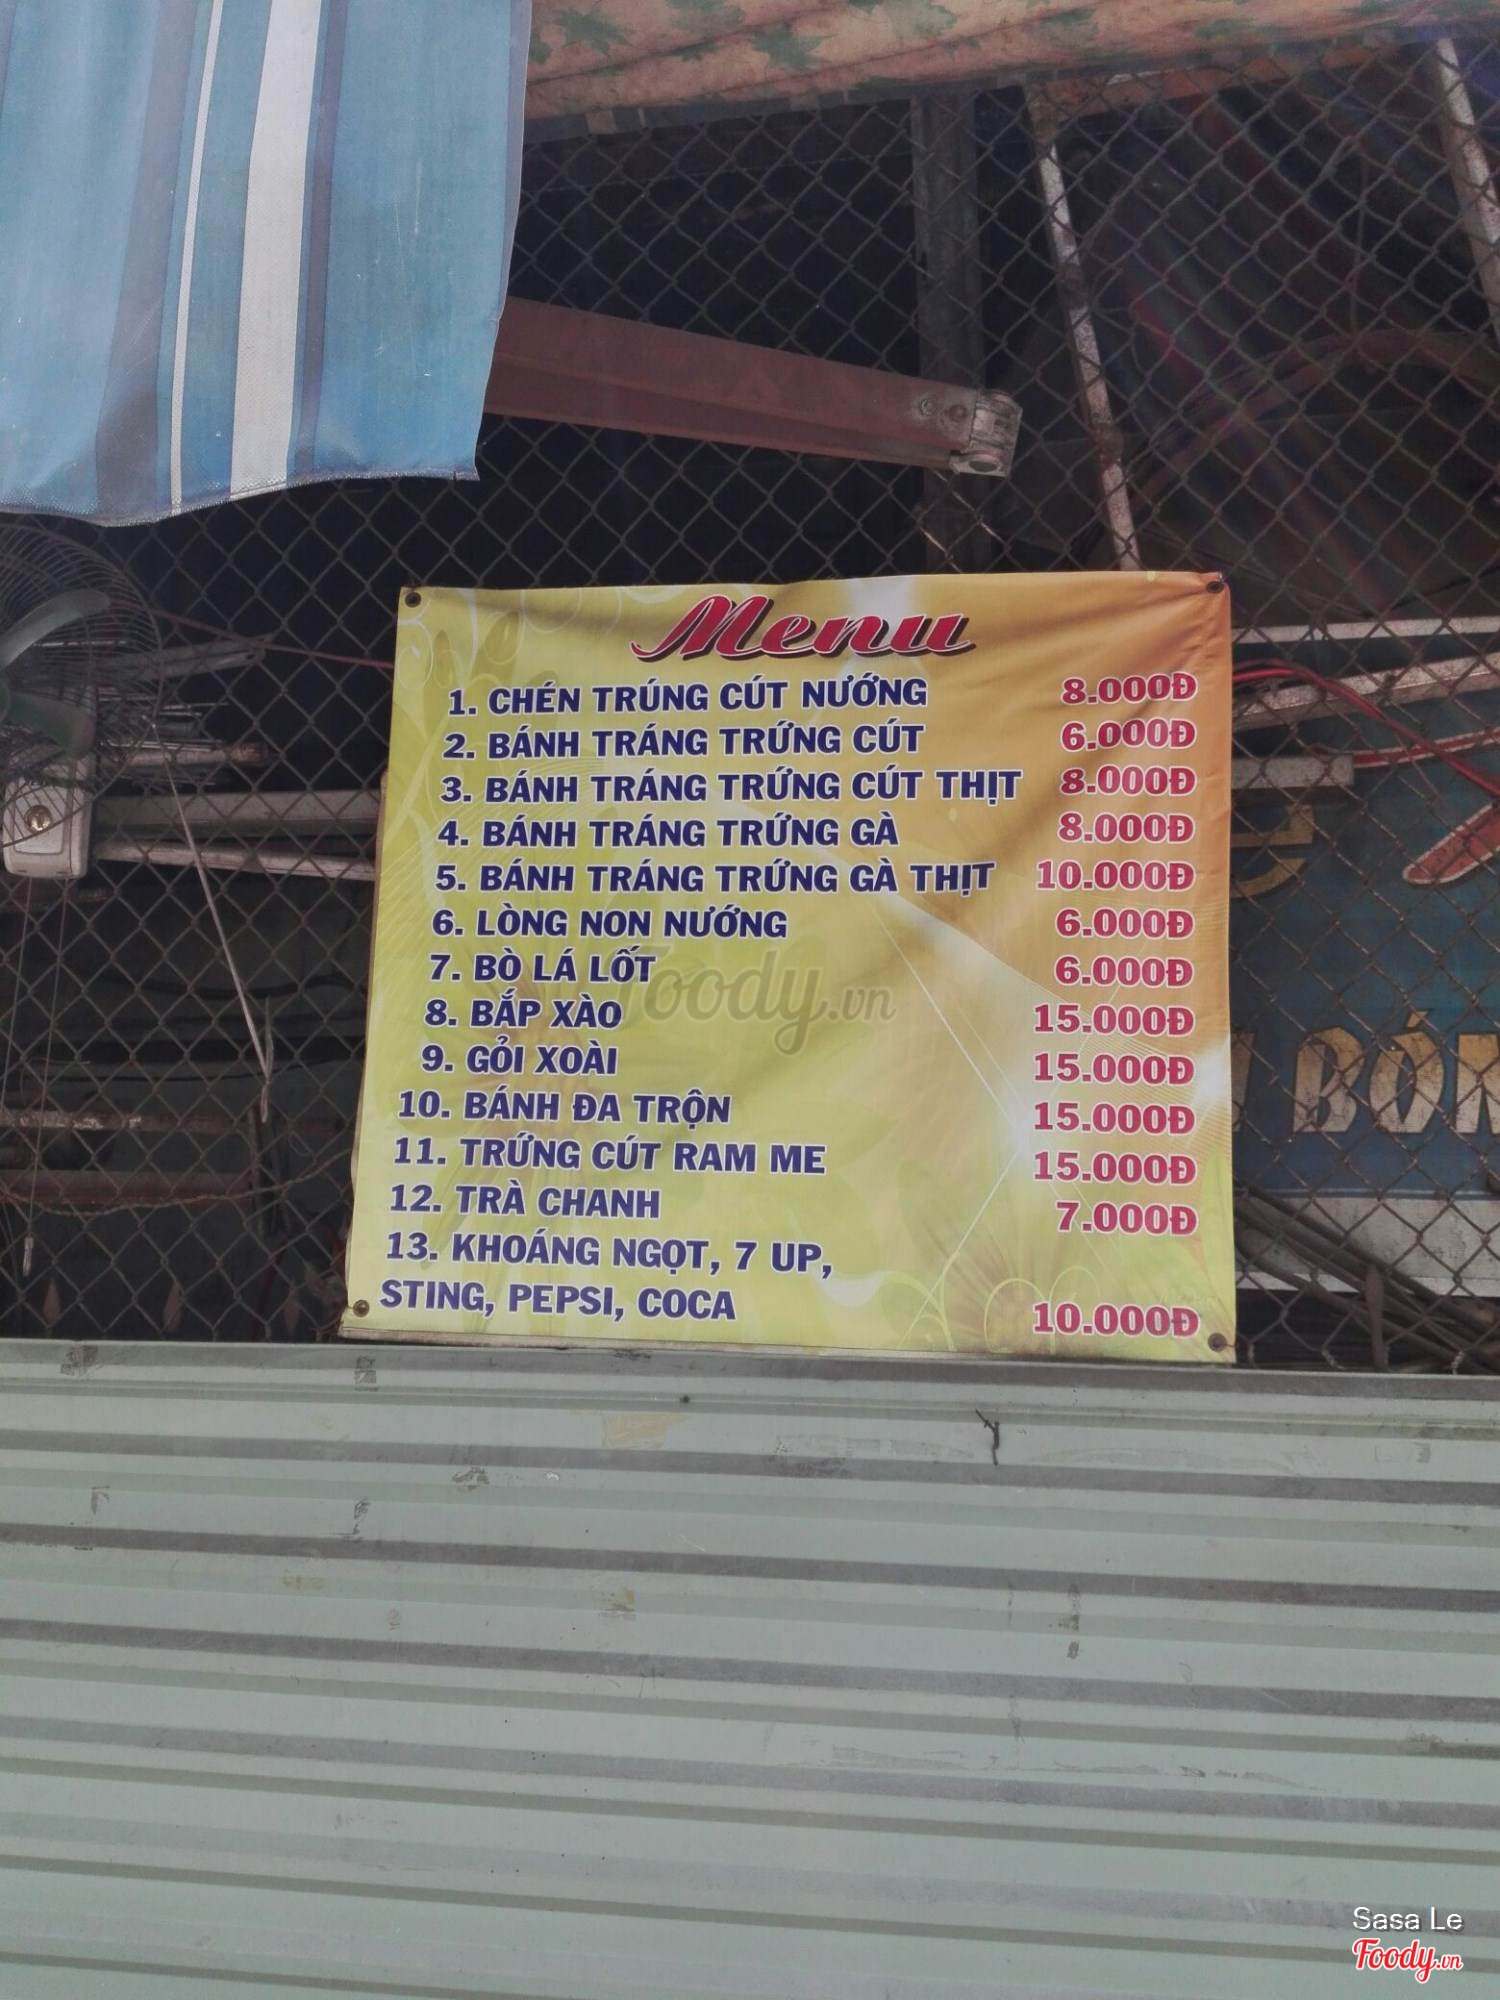 Menu
1. CHÉN TRÚNG CÚT NƯỚNG 8.000Đ
2. BÁNH TRÁNG TRỨNG CÚT 6.000Đ
3. BÁNH TRÁNG TRỨNG CÚT THỊT 8.000Đ
4. BÁNH TRÁNG TRỨNG GÀ 8.000Đ
5. BÁNH TRÁNG TRỨNG GÀ THỊT 10.000Đ
6. LÒNG NON NƯỚNG 6.000Đ
7. BÒ LÁ LỐT 6.000Đ
8. BẮP XÀO 15.000Đ
9. GỎI XOÀI 15.000Đ
10. BÁNH ĐA TRỘN 15.000Đ
11. TRỨNG CÚT RAM ME 15.000Đ
12. TRÀ CHANH 7.000Đ
13. KHOÁNG NGỌT, 7 UP,
STING, PEPSI, COCA 10.000Đ
Foody.vn
Sasa Le
Foody.vn